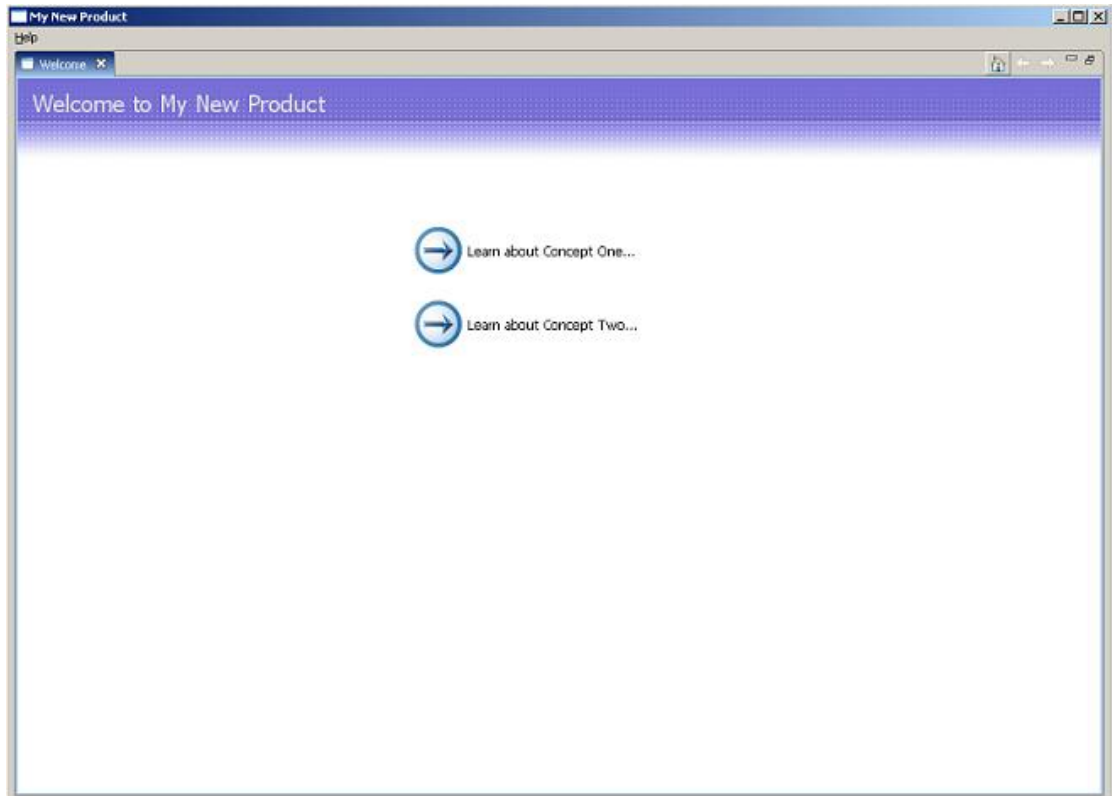 My New Product
Help
Welcome
Welcome to My New Product
Learn about Concept One...
Learn about Concept Two...